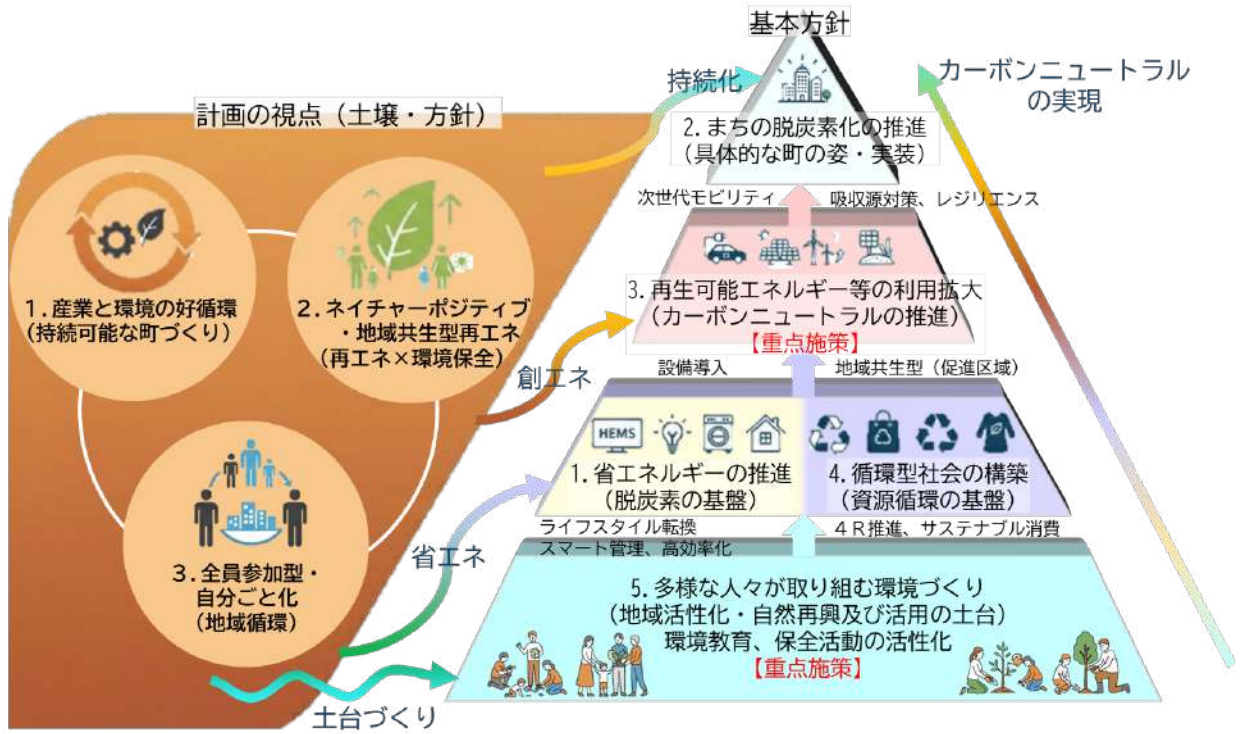 基本方針
カーボンニュートラル
の実現
持続化
計画の視点（土壌・方針）
2. まちの脱炭素化の推進
（具体的な町の姿・実装）
次世代モビリティ
吸収源対策、レジリエンス
1. 産業と環境の好循環
（持続可能な町づくり）
2. ネイチャーポジティブ
・地域共生型再エネ
（再エネ×環境保全）
3. 再生可能エネルギー等の利用拡大
（カーボンニュートラルの推進）
【重点施策】
創エネ
設備導入
地域共生型（促進区域）
HEMS
1. 省エネルギーの推進
（脱炭素の基盤）
4. 循環型社会の構築
（資源循環の基盤）
3. 全員参加型・
自分ごと化
（地域循環）
省エネ
ライフスタイル転換
スマート管理、高効率化
４Ｒ推進、サステナブル消費
5. 多様な人々が取り組む環境づくり
（地域活性化・自然再興及び活用の土台）
環境教育、保全活動の活性化
【重点施策】
土台づくり